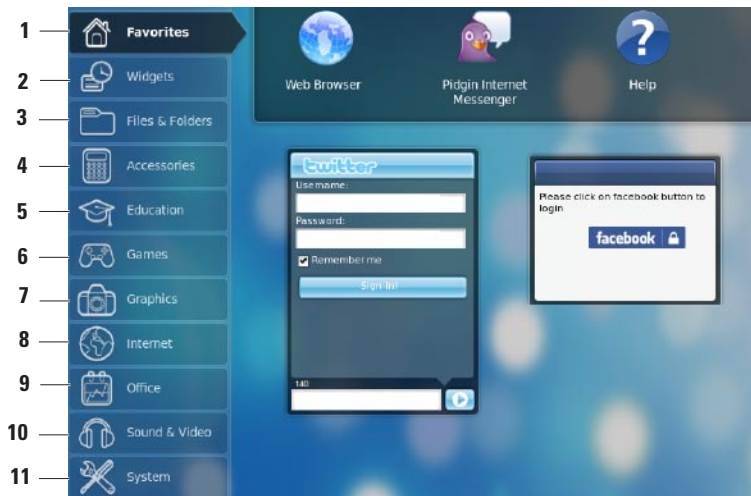 1 Favorites
2 Widgets
3 Files & Folders
4 Accessories
5 Education
6 Games
7 Graphics
8 Internet
9 Office
10 Sound & Video
11 System
Web Browser
Pidgin Internet
Messenger
Help
?
twitter
Username:
Password:
Remember me
Sign In!
140
Please click on facebook button to
login
facebook